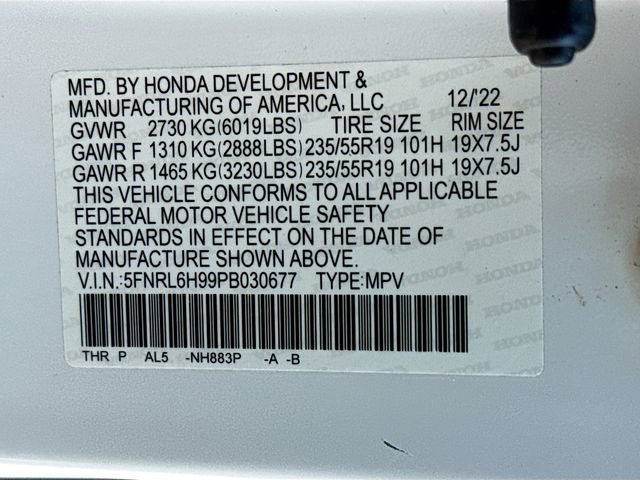 MFD. BY HONDA DEVELOPMENT &
MANUFACTURING OF AMERICA, LLC 12/'22
GVWR 2730 KG(6019LBS) TIRE SIZE RIM SIZE
GAWR F 1310 KG(2888LBS) 235/55R19 101H 19X7.5J
GAWR R 1465 KG(3230LBS) 235/55R19 101H 19X7.5J
THIS VEHICLE CONFORMS TO ALL APPLICABLE
FEDERAL MOTOR VEHICLE SAFETY
STANDARDS IN EFFECT ON THE DATE OF
MANUFACTURE SHOWN ABOVE.
V.I.N.:5FNRL6H99PB030677 TYPE:MPV
THR P AL5 -NH883P -A -B